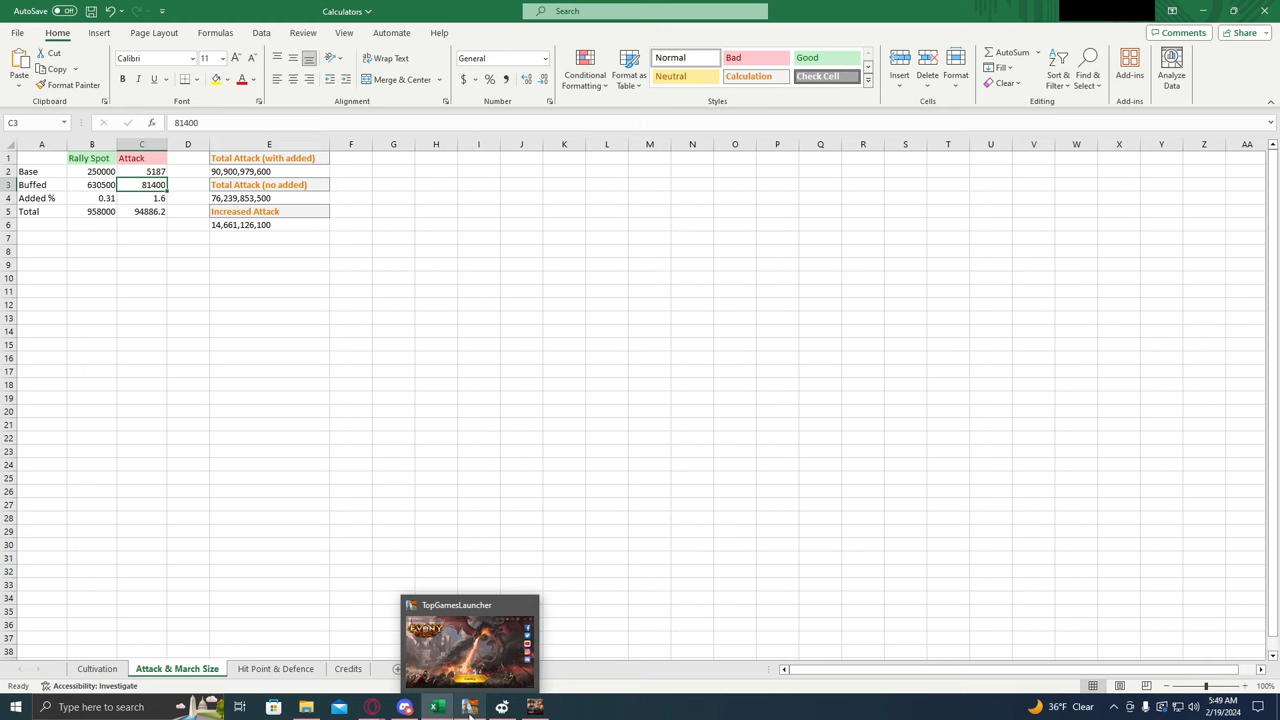 AutoSave Off Calculators Search
File Home Insert Page Layout Formulas Data Review View Automate Help Comments Share
Paste Cut Copy Format Painter Clipboard
Calibri 11 B I U A A A Font
Wrap Text Merge & Center Alignment
General $ % , Number
Conditional Formatting Format as Table Normal Bad Good Neutral Calculation Check Cell Styles
Insert Delete Format Cells
AutoSum Fill Clear Sort & Filter Find & Select Editing
Add-ins Add-ins
Analyze Data
C3 fx 81400
A B C D E F G H I J K L M N O P Q R S T U V W X Y Z AA
1 Rally Spot Attack Total Attack (with added)
2 Base 250000 5187 90,900,979,600
3 Buffed 630500 81400 Total Attack (no added)
4 Added % 0.31 1.6 76,239,853,500
5 Total 958000 94886.2 Increased Attack
6 14,661,126,100
7
8
9
10
11
12
13
14
15
16
17
18
19
20
21
22
23
24
25
26
27
28
29
30
31
32
33
34
35
36
37
38
TopGamesLauncher
EVONY
Cultivation Attack & March Size Hit Point & Defence Credits
Ready Accessibility: Investigate 100%
Type here to search 36°F Clear 5:49 AM
2/19/2024